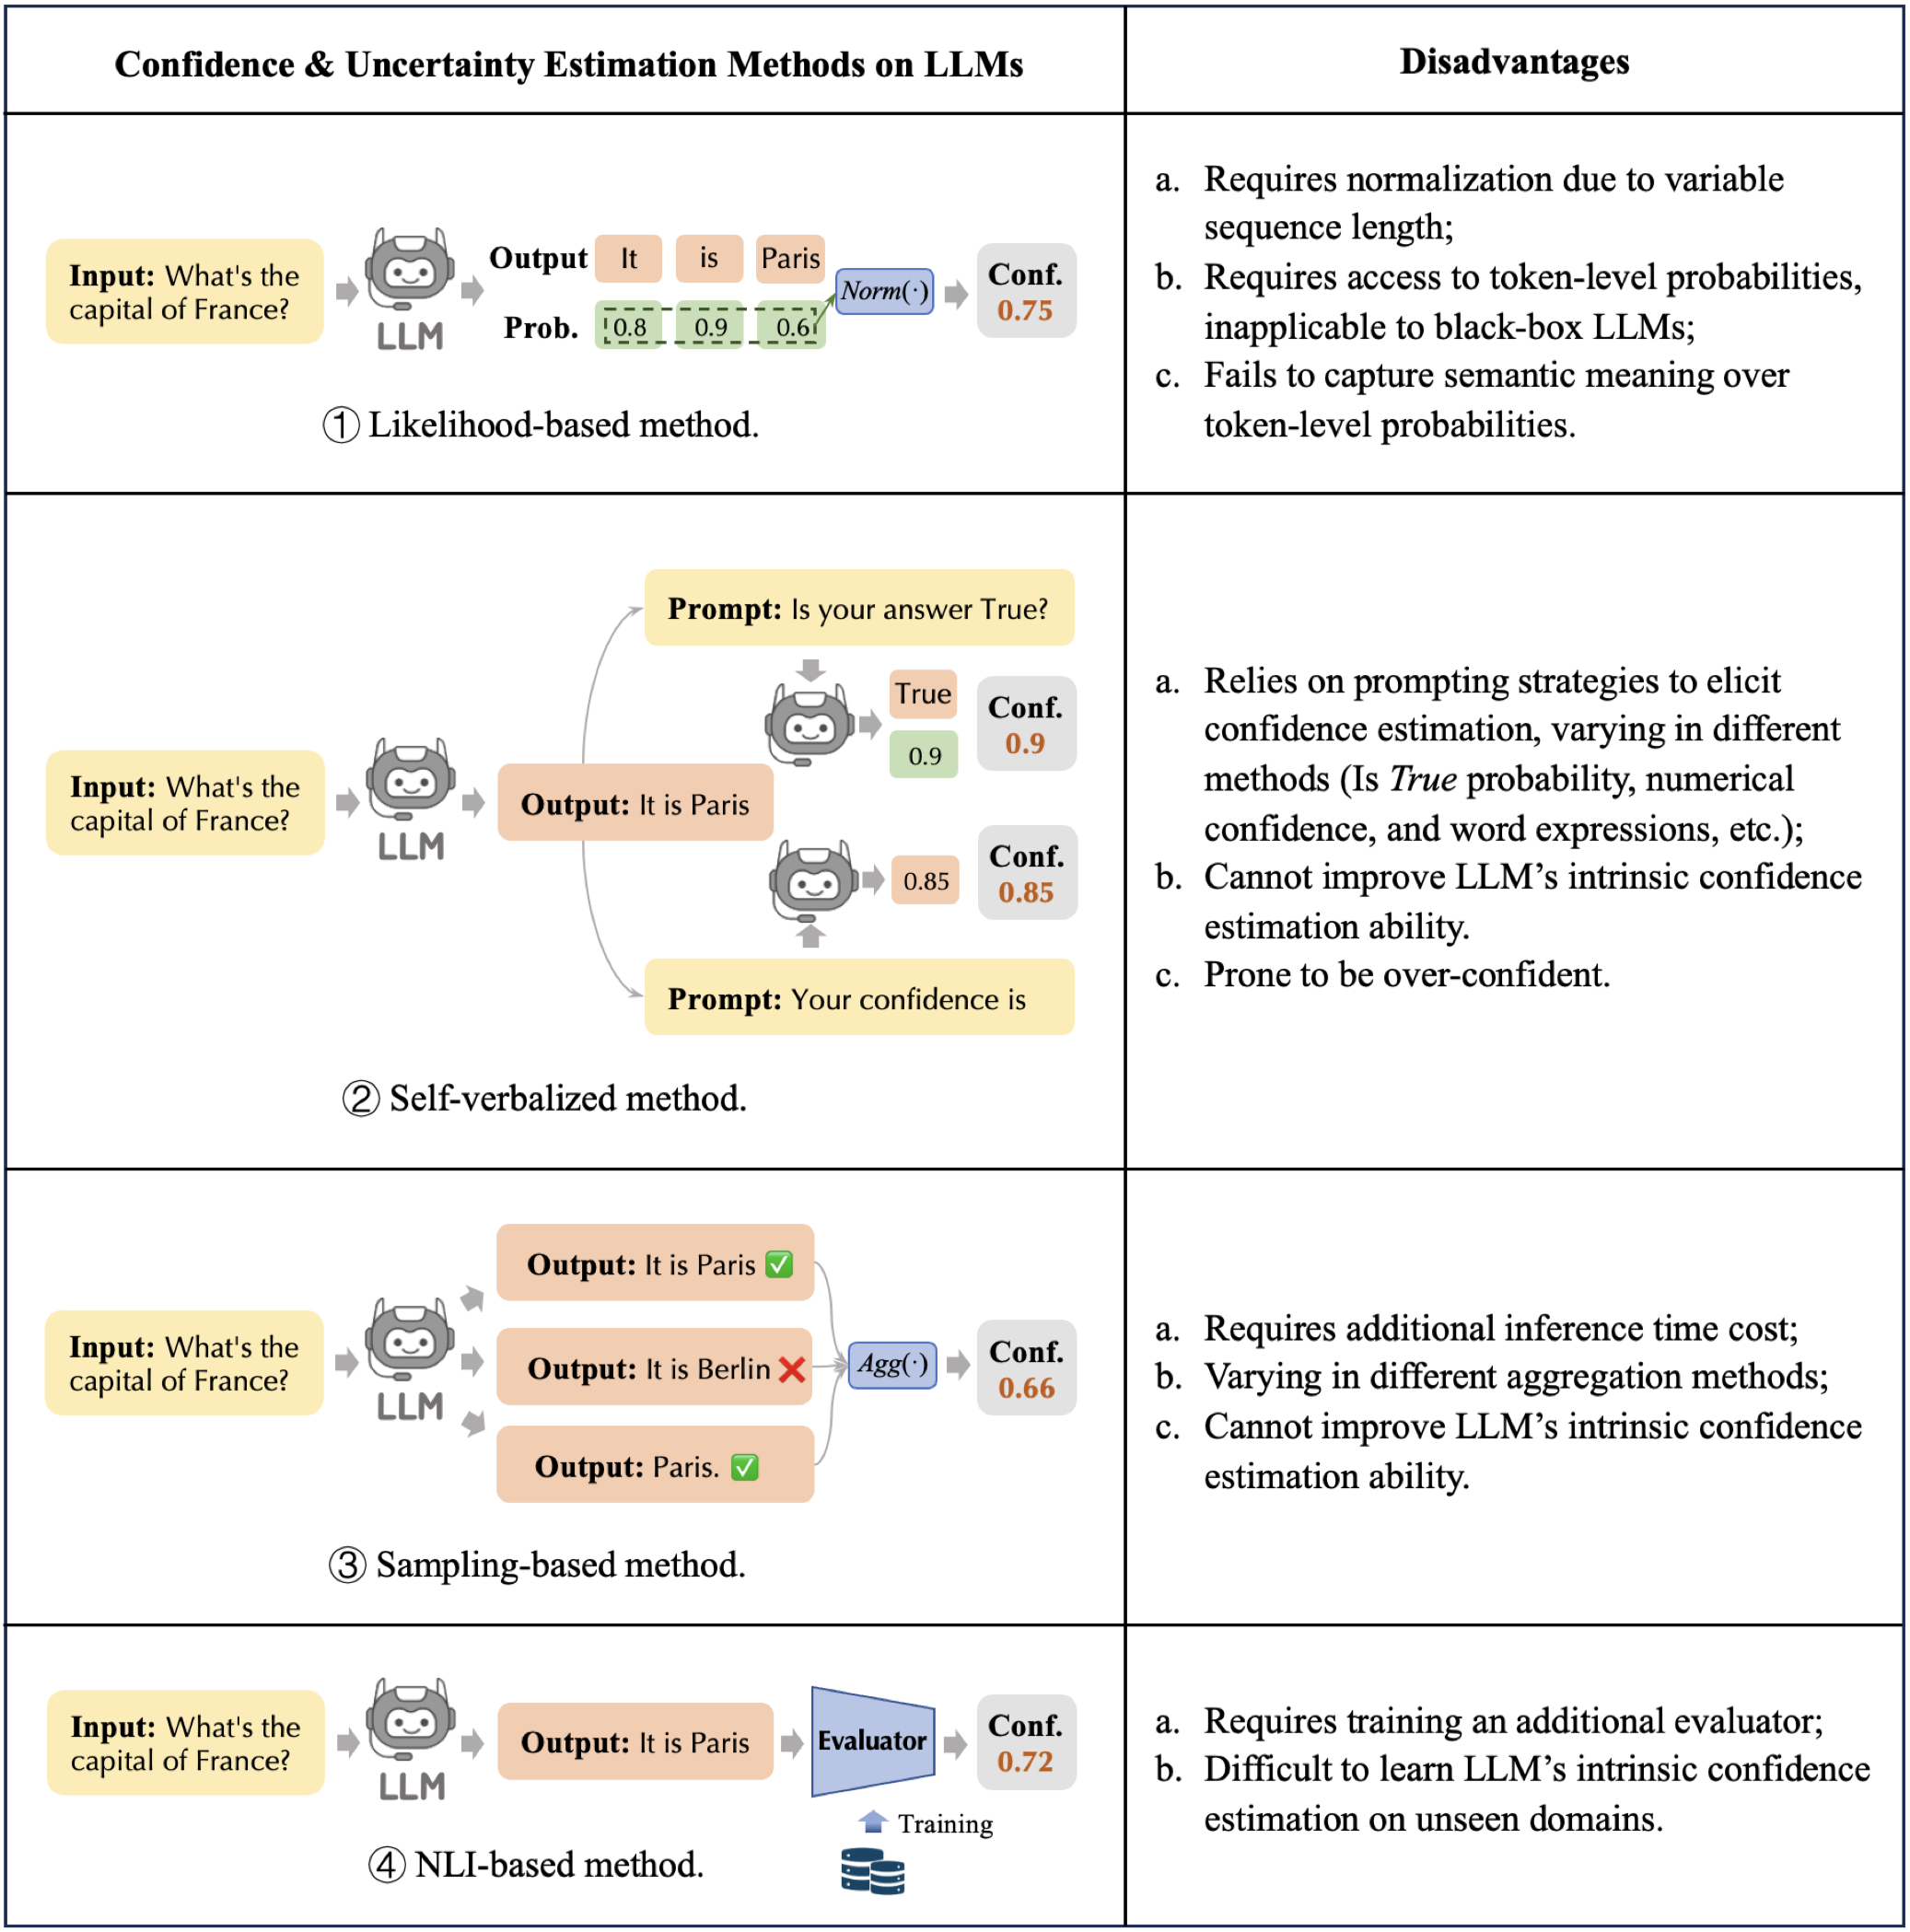 Confidence & Uncertainty Estimation Methods on LLMs
Disadvantages
Input: What's the
capital of France?
LLM
Output It is Paris
Prob. 0.8 0.9 0.6
Norm(·)
Conf.
0.75
① Likelihood-based method.
a. Requires normalization due to variable
sequence length;
b. Requires access to token-level probabilities,
inapplicable to black-box LLMs;
c. Fails to capture semantic meaning over
token-level probabilities.
Input: What's the
capital of France?
LLM
Output: It is Paris
Prompt: Is your answer True?
True
0.9
Conf.
0.9
0.85
Conf.
0.85
Prompt: Your confidence is
② Self-verbalized method.
a. Relies on prompting strategies to elicit
confidence estimation, varying in different
methods (Is True probability, numerical
confidence, and word expressions, etc.);
b. Cannot improve LLM’s intrinsic confidence
estimation ability.
c. Prone to be over-confident.
Input: What's the
capital of France?
LLM
Output: It is Paris ✅
Output: It is Berlin ❌
Output: Paris. ✅
Agg(·)
Conf.
0.66
③ Sampling-based method.
a. Requires additional inference time cost;
b. Varying in different aggregation methods;
c. Cannot improve LLM’s intrinsic confidence
estimation ability.
Input: What's the
capital of France?
LLM
Output: It is Paris
Evaluator
Conf.
0.72
Training
④ NLI-based method.
a. Requires training an additional evaluator;
b. Difficult to learn LLM’s intrinsic confidence
estimation on unseen domains.